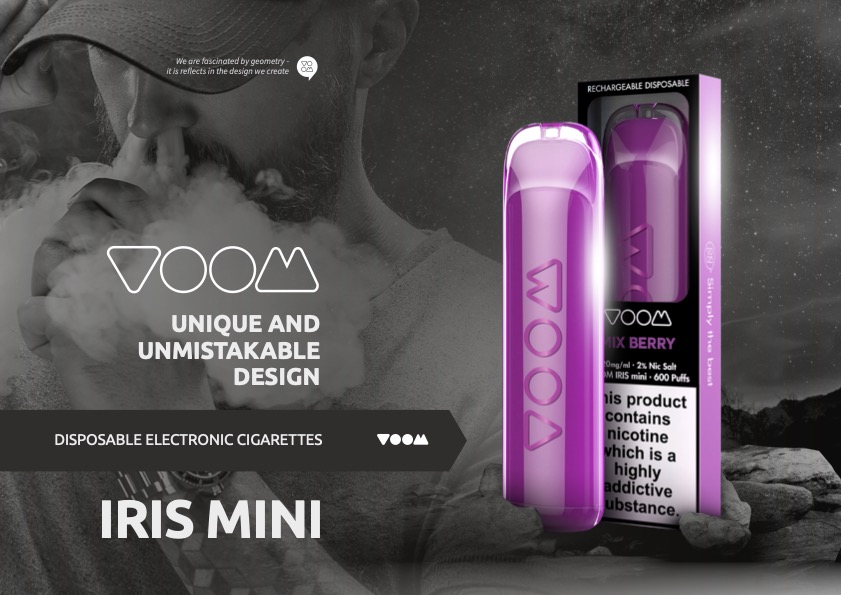 We are fascinated by geometry -
it is reflects in the design we create
VOOM
UNIQUE AND
UNMISTAKABLE
DESIGN
DISPOSABLE ELECTRONIC CIGARETTES
VOOM
IRIS MINI
VOOM
RECHARGEABLE DISPOSABLE
VOOM
MIX BERRY
20mg/ml · 2% Nic Salt
OM IRIS mini · 600 Puffs
his product
contains
nicotine
which is a
highly
addictive
ubstance.
Simply the best